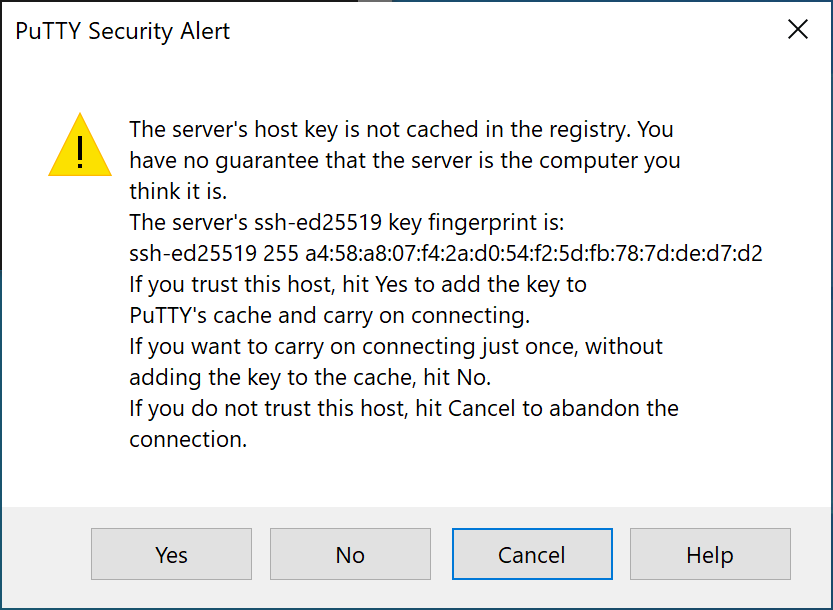 PuTTY Security Alert
The server's host key is not cached in the registry. You
have no guarantee that the server is the computer you
think it is.
The server's ssh-ed25519 key fingerprint is:
ssh-ed25519 255 a4:58:a8:07:f4:2a:d0:54:f2:5d:fb:78:7d:de:d7:d2
If you trust this host, hit Yes to add the key to
PuTTY's cache and carry on connecting.
If you want to carry on connecting just once, without
adding the key to the cache, hit No.
If you do not trust this host, hit Cancel to abandon the
connection.
Yes No Cancel Help